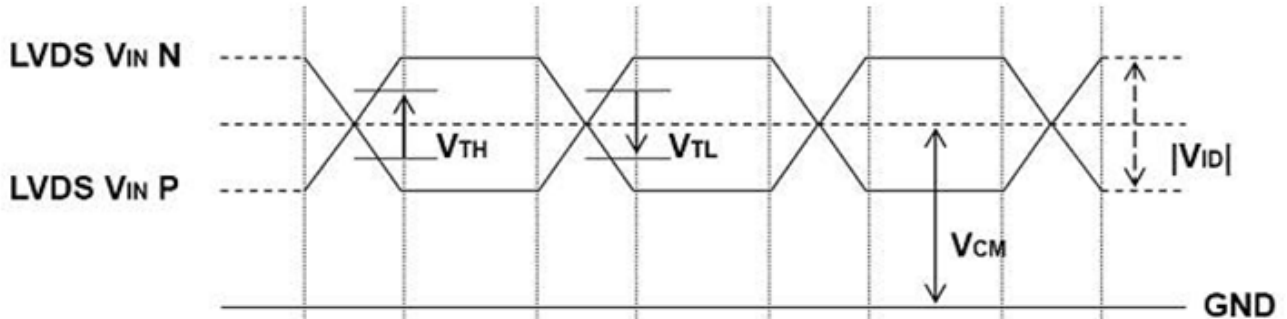 LVDS VIN N
VTH
VTL
|VID|
LVDS VIN P
VCM
GND